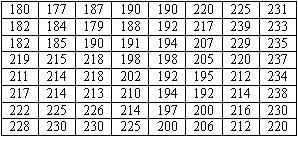 180 177 187 190 190 220 225 231
182 184 179 188 192 217 239 233
182 185 190 191 194 207 229 235
219 215 218 198 198 205 220 237
211 214 218 202 192 195 212 234
217 214 213 210 194 192 214 238
222 225 226 214 197 200 216 230
228 230 230 225 200 206 212 220